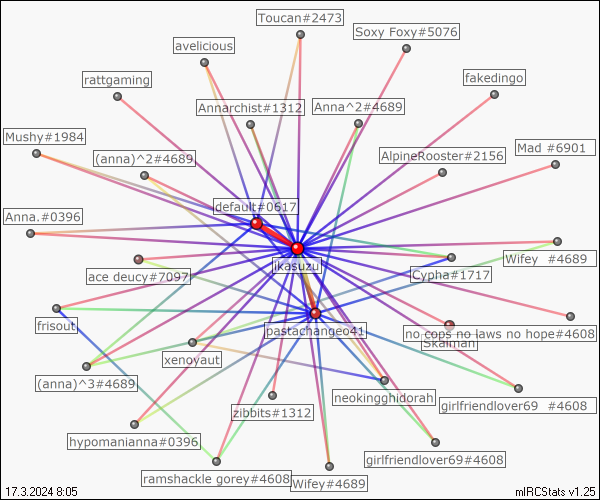 Toucan#2473
Soxy Foxy#5076
avelicious
rattgaming
fakedingo
Annarchist#1312
Anna^2#4689
Mushy#1984
(anna)^2#4689
AlpineRooster#2156
Mad #6901
default#0617
Anna.#0396
ikasuzu
Wifey #4689
ace deucy#7097
Cypha#1717
frisout
pastachangeo41
no cops no laws no hope#4608
xenoyaut
(anna)^3#4689
neokingghidorah
girlfriendlover69 #4608
zibbits#1312
hypomanianna#0396
girlfriendlover69#4608
ramshackle gorey#4608
Wifey#4689
17.3.2024 8:05
mIRCStats v1.25